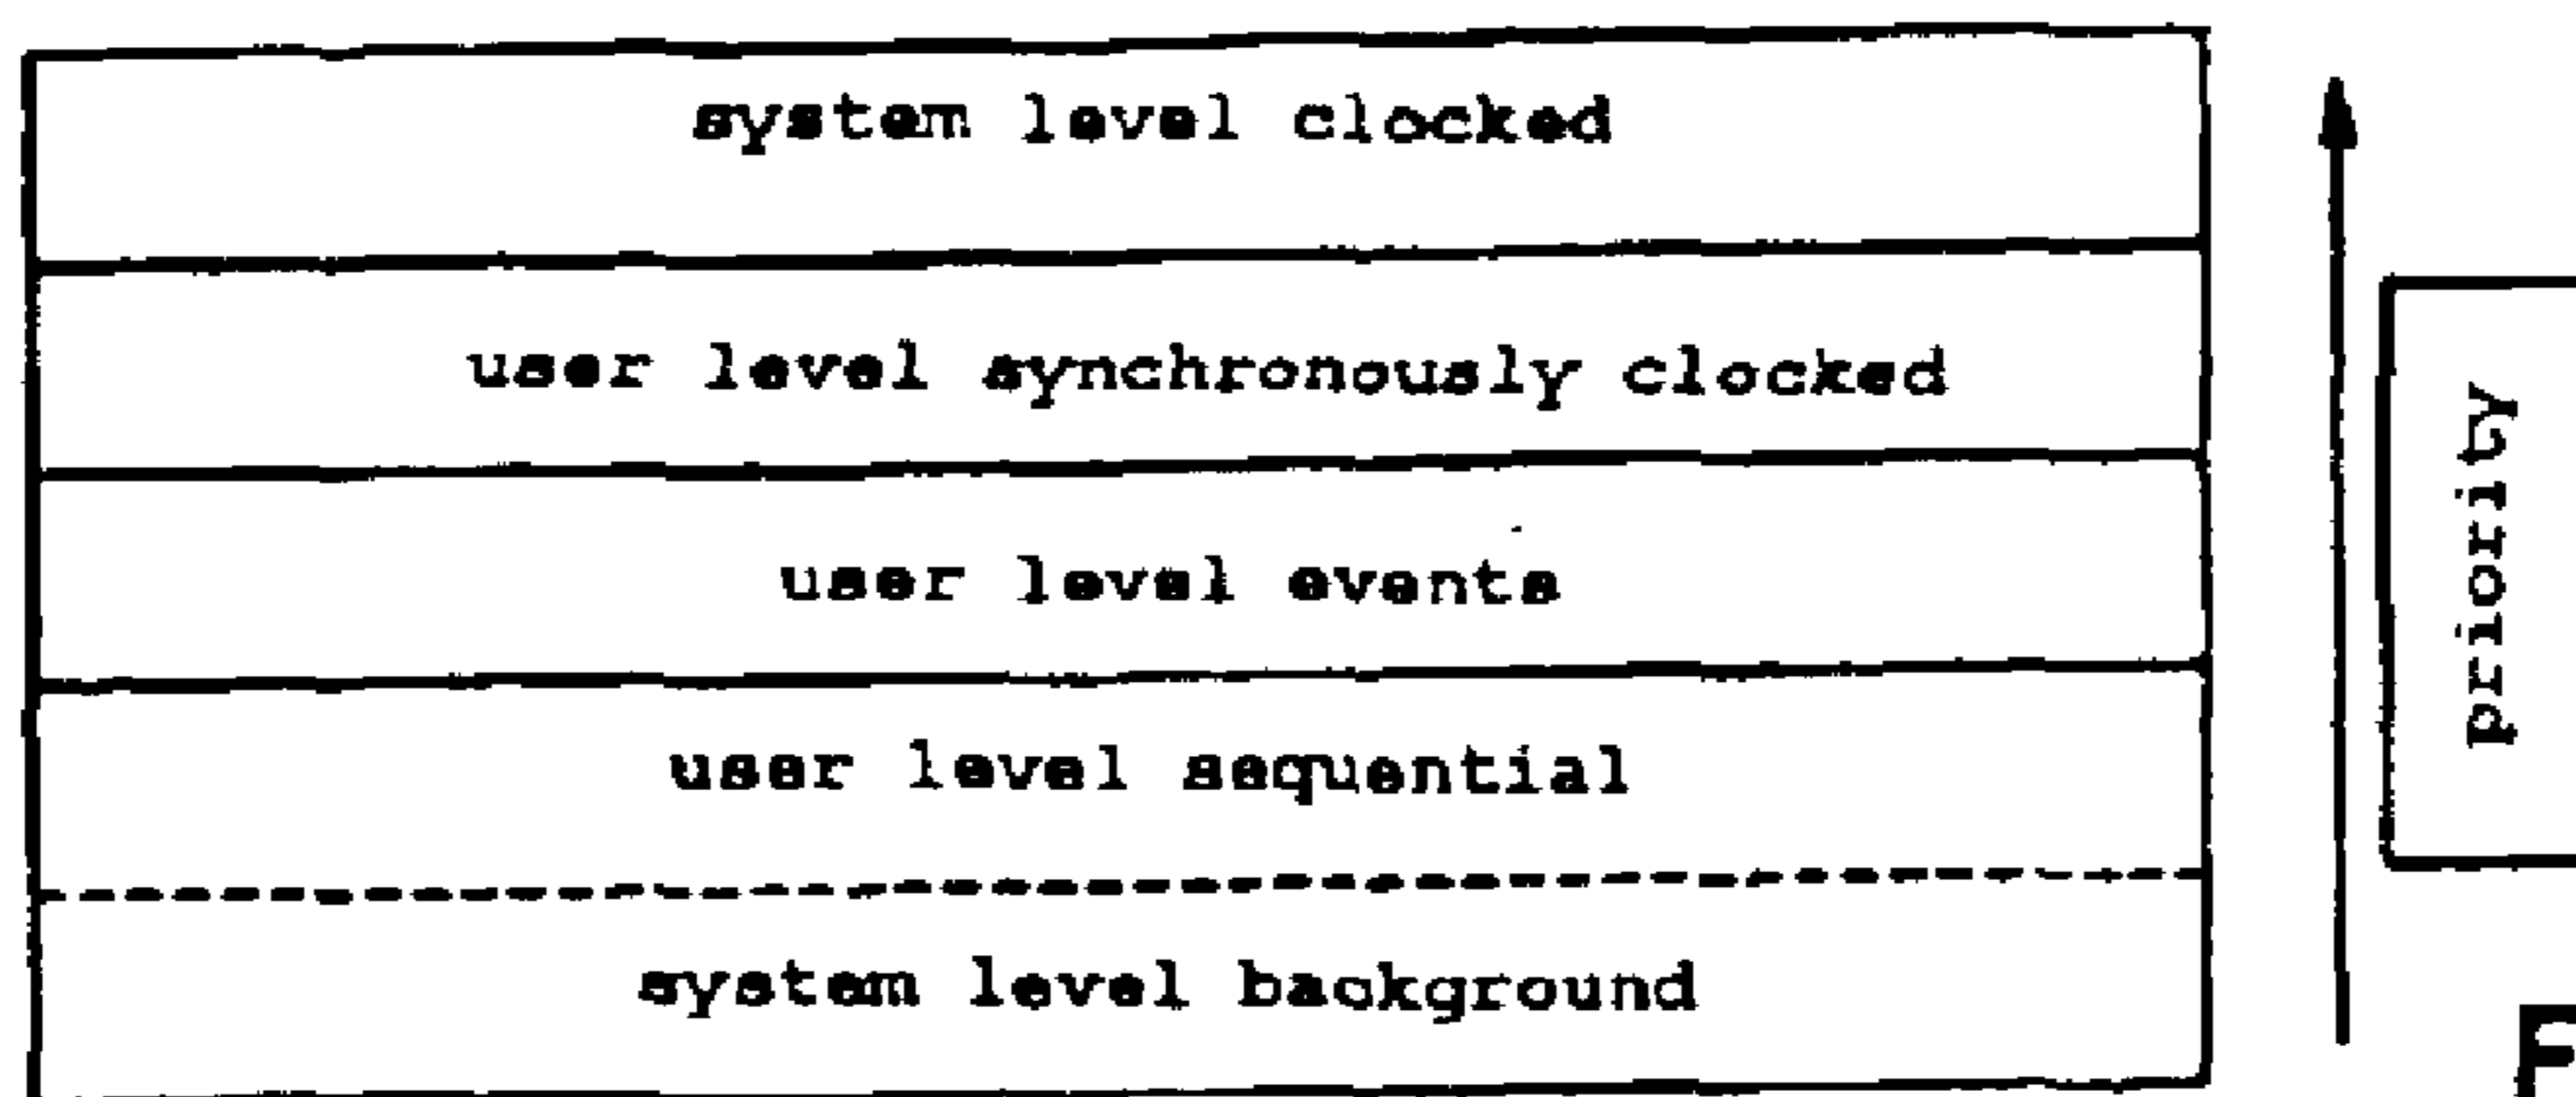 system level clocked
user level synchronously clocked
user level events
user level sequential
system level background
priority
F